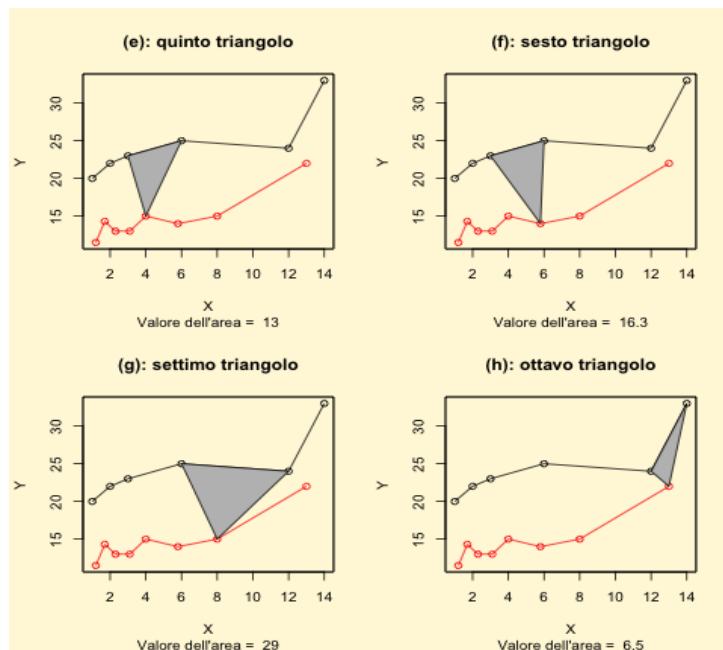 (e): quinto triangolo
Y
30
25
20
15
2 4 6 8 10 12 14
X
Valore dell'area = 13
(f): sesto triangolo
Y
30
25
20
15
2 4 6 8 10 12 14
X
Valore dell'area = 16.3
(g): settimo triangolo
Y
30
25
20
15
2 4 6 8 10 12 14
X
Valore dell'area = 29
(h): ottavo triangolo
Y
30
25
20
15
2 4 6 8 10 12 14
X
Valore dell'area = 6.5